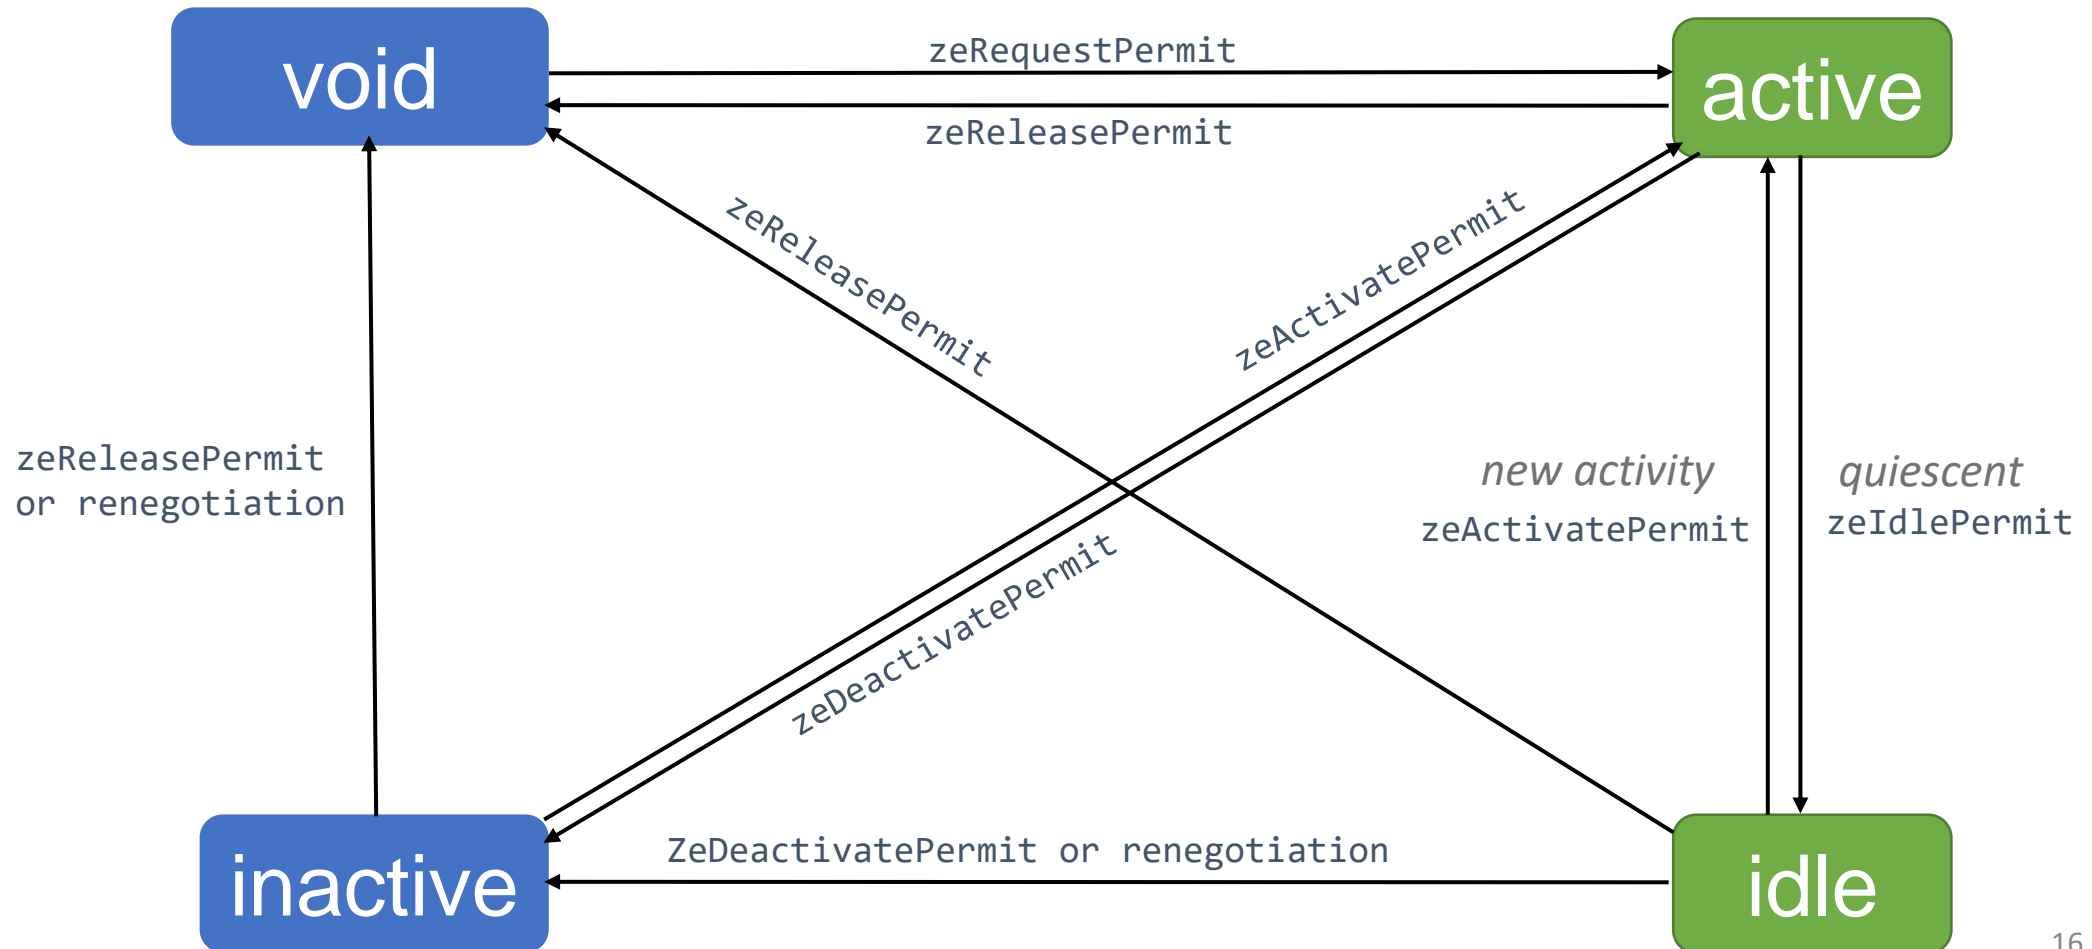 void
zeRequestPermit
active
zeReleasePermit
zeReleasePermit
zeActivatePermit
zeReleasePermit
or renegotiation
new activity
zeActivatePermit
quiescent
zeIdlePermit
zeDeactivatePermit
inactive
ZeDeactivatePermit or renegotiation
idle
16